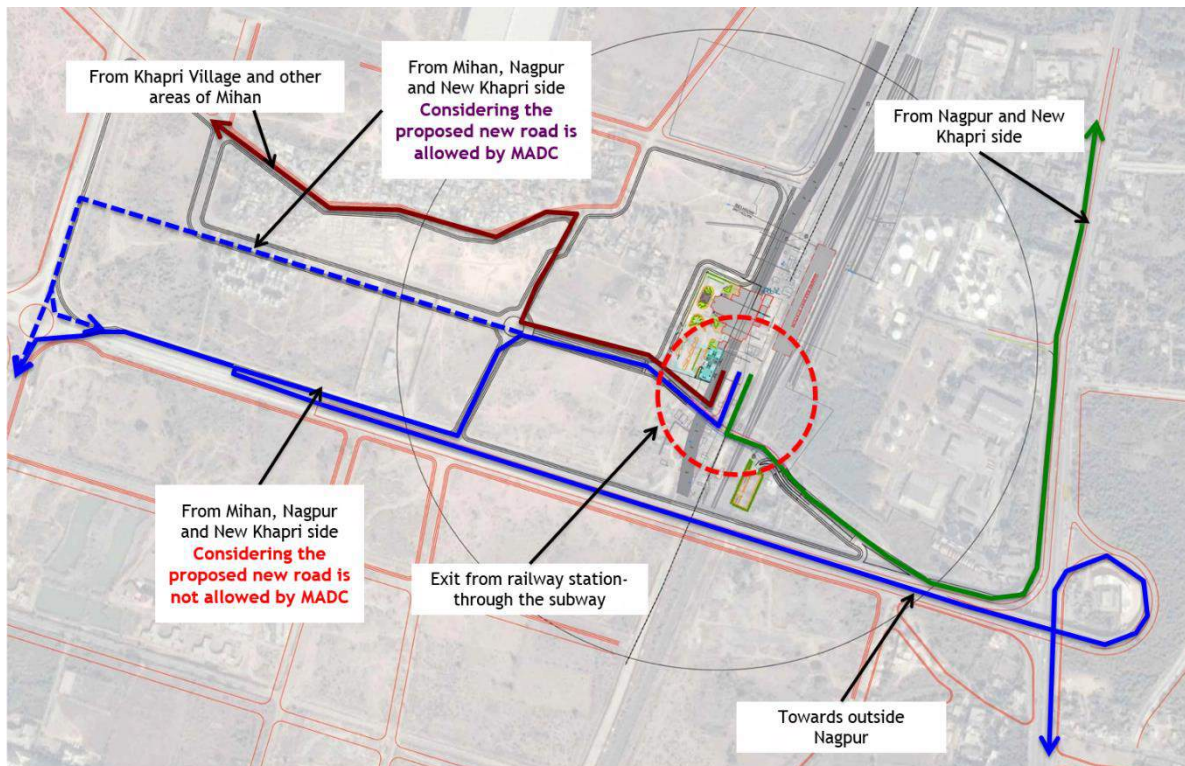 From Khapri Village and other
areas of Mihan
From Mihan, Nagpur
and New Khapri side
Considering the
proposed new road is
allowed by MADC
From Nagpur and New
Khapri side
From Mihan, Nagpur
and New Khapri side
Considering the
proposed new road is
not allowed by MADC
Exit from railway station-
through the subway
Towards outside
Nagpur